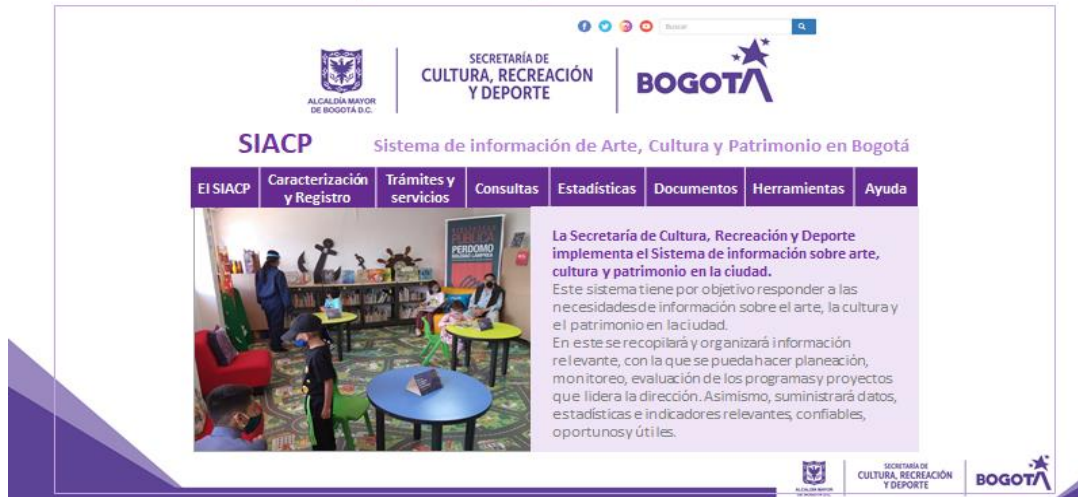 Buscar
ALCALDÍA MAYOR
DE BOGOTÁ D.C.
SECRETARÍA DE
CULTURA, RECREACIÓN
Y DEPORTE
BOGOTÁ
SIACP
Sistema de información de Arte, Cultura y Patrimonio en Bogotá
El SIACP
Caracterización
y Registro
Trámites y
servicios
Consultas
Estadísticas
Documentos
Herramientas
Ayuda
PÚBLICA
PERDOMO
La Secretaría de Cultura, Recreación y Deporte
implementa el Sistema de información sobre arte,
cultura y patrimonio en la ciudad.
Este sistema tiene por objetivo responder a las
necesidades de información sobre el arte, la cultura y
el patrimonio en la ciudad.
En este se recopilará y organizará información
relevante, con la que se pueda hacer planeación,
monitoreo, evaluación de los programas y proyectos
que lidera la dirección. Asimismo, suministrará datos,
estadísticas e indicadores relevantes, confiables,
oportunos y útiles.
ALCALDÍA MAYOR
DE BOGOTÁ D.C.
SECRETARÍA DE
CULTURA, RECREACIÓN
Y DEPORTE
BOGOTÁ